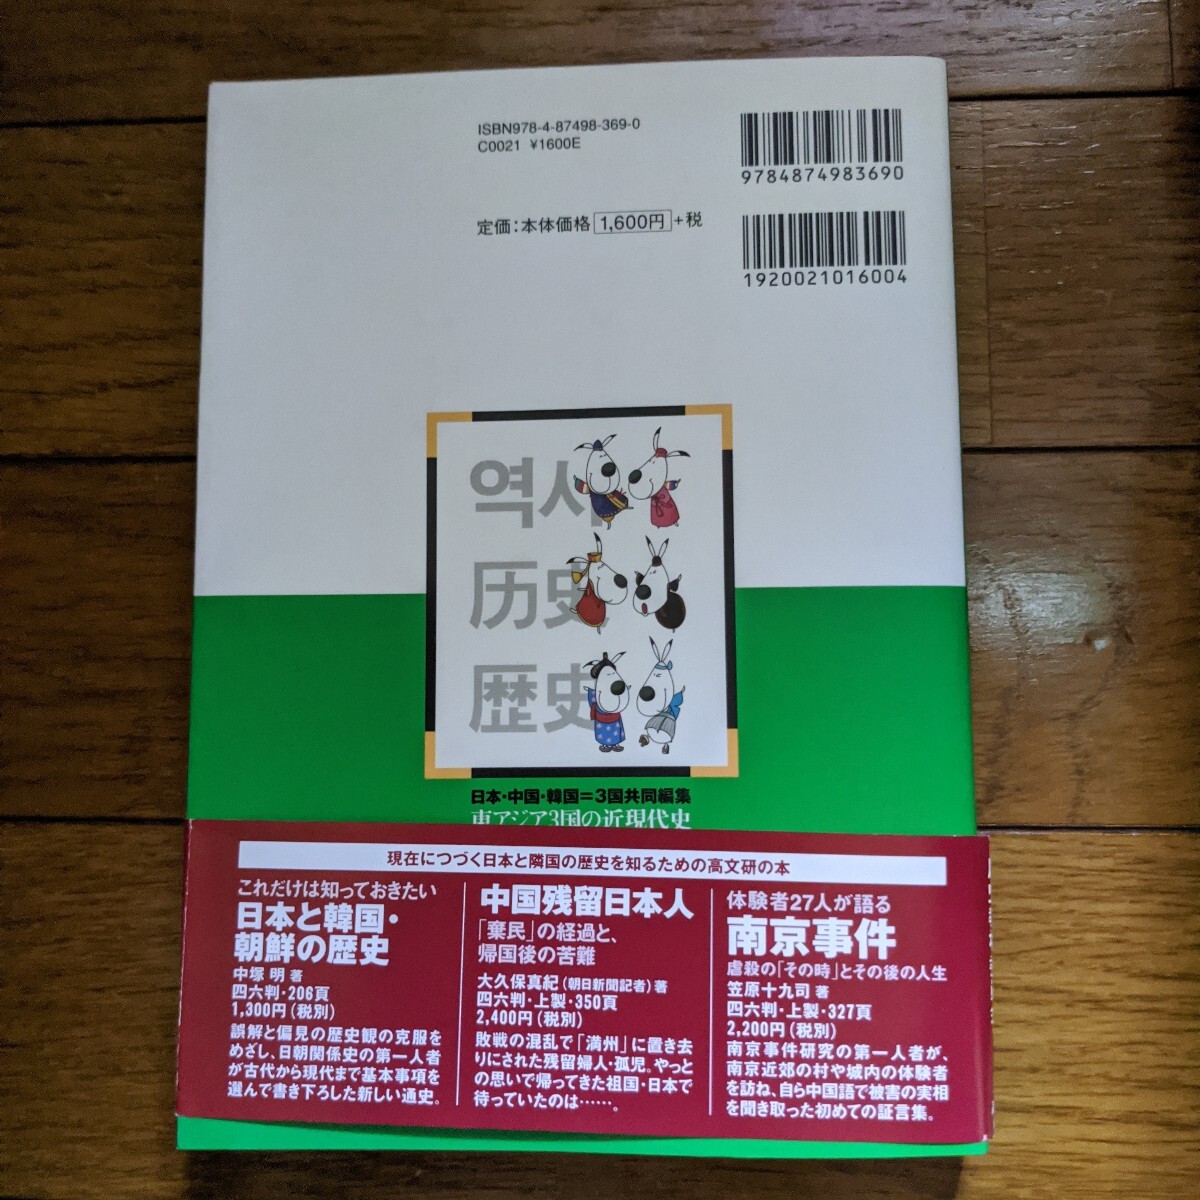 ISBN978-4-87498-369-0
C0021 ¥1600E
9784874983690
定価:本体価格 1,600円 +税
1920021016004
역사
历史
歴史
日本・中国・韓国=3国共同編集
東アジア3国の近現代史
現在につづく日本と隣国の歴史を知るための高文研の本
これだけは知っておきたい
日本と韓国・
朝鮮の歴史
中塚 明 著
四六判・206頁
1,300円(税別)
誤解と偏見の歴史観の克服を
めざし、日朝関係史の第一人者
が古代から現代まで基本事項を
選んで書き下ろした新しい通史。
中国残留日本人
「棄民」の経過と、
帰国後の苦難
大久保真紀(朝日新聞記者)著
四六判・上製・350頁
2,400円(税別)
敗戦の混乱で「満州」に置き去
りにされた残留婦人・孤児。やっと
の思いで帰ってきた祖国・日本で
待っていたのは……。
体験者27人が語る
南京事件
虐殺の「その時」とその後の人生
笠原十九司 著
四六判・上製・327頁
2,200円(税別)
南京事件研究の第一人者が、
南京近郊の村や城内の体験者
を訪ね、自ら中国語で被害の実相
を聞き取った初めての証言集。